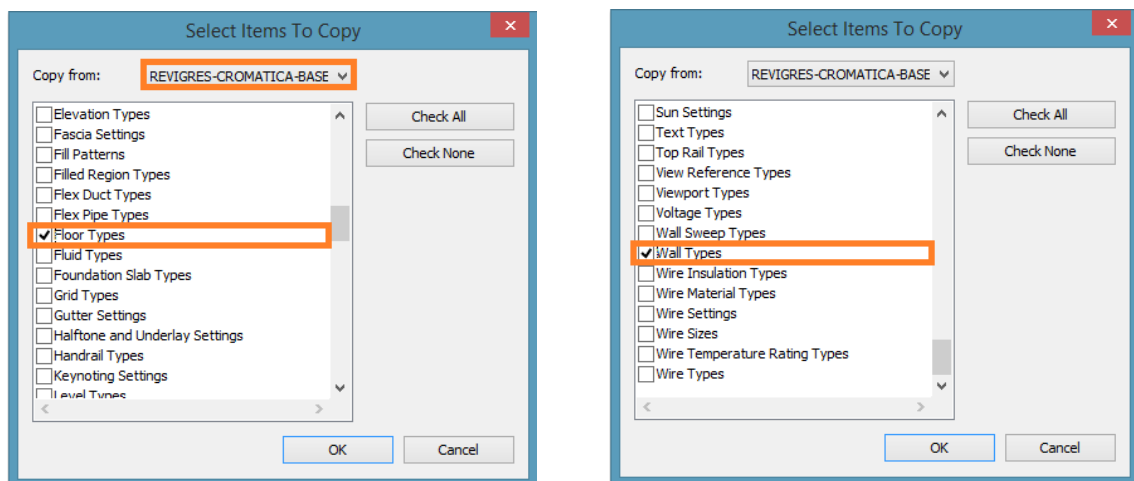 Select Items To Copy
Copy from: REVIGRES-CROMATICA-BASE
Elevation Types
Fascia Settings
Fill Patterns
Filled Region Types
Flex Duct Types
Flex Pipe Types
Floor Types
Fluid Types
Foundation Slab Types
Grid Types
Gutter Settings
Halftone and Underlay Settings
Handrail Types
Keynoting Settings
Level Types
Check All
Check None
OK Cancel
Select Items To Copy
Copy from: REVIGRES-CROMATICA-BASE
Sun Settings
Text Types
Top Rail Types
View Reference Types
Viewport Types
Voltage Types
Wall Sweep Types
Wall Types
Wire Insulation Types
Wire Material Types
Wire Settings
Wire Sizes
Wire Temperature Rating Types
Wire Types
Check All
Check None
OK Cancel